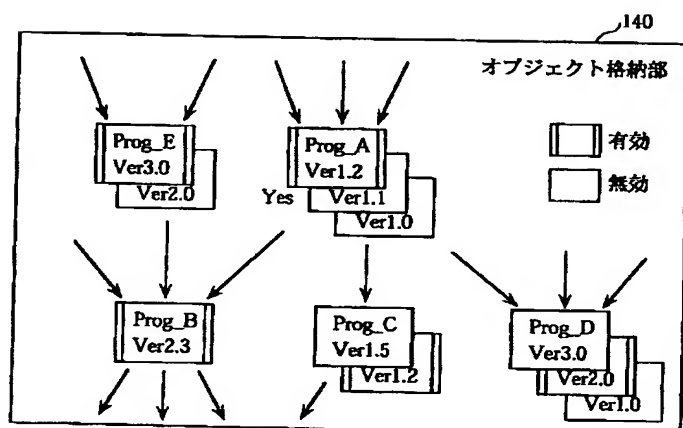 140
オブジェクト格納部
有効
無効
Prog_E
Ver3.0
Ver2.0
Prog_A
Ver1.2
Yes
Ver1.1
Ver1.0
Prog_B
Ver2.3
Prog_C
Ver1.5
Ver1.2
Prog_D
Ver3.0
Ver2.0
Ver1.0